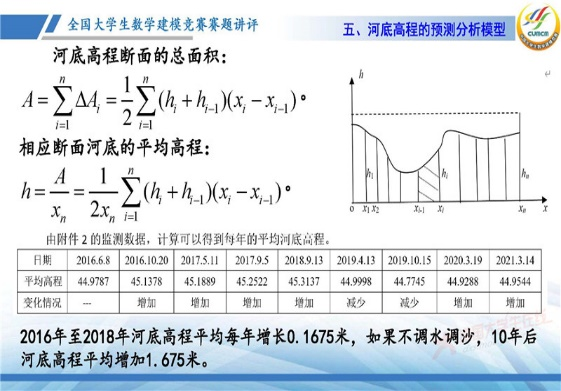 全国大学生数学建模竞赛赛题讲评
五、河底高程的预测分析模型
CUMCM
河底高程断面的总面积：
A = \sum_{i=1}^{n} ΔA_i = \frac{1}{2} \sum_{i=1}^{n} (h_i + h_{i-1})(x_i - x_{i-1})。
相应断面河底的平均高程：
h = \frac{A}{x_n} = \frac{1}{2x_n} \sum_{i=1}^{n} (h_i + h_{i-1})(x_i - x_{i-1})。
h
h₁ hᵢ hₙ
o x₁ x₂ xᵢ₋₁ xᵢ xₙ x
由附件 2 的监测数据，计算可以得到每年的平均河底高程。
日期 2016.6.8 2016.10.20 2017.5.11 2017.9.5 2018.9.13 2019.4.13 2019.10.15 2020.3.19 2021.3.14
平均高程 44.9787 45.1378 45.1889 45.2522 45.3137 44.9998 44.7745 44.9288 44.9544
变化情况 --- 增加 增加 增加 增加 减少 减少 增加 增加
2016年至2018年河底高程平均每年增长0.1675米，如果不调水调沙，10年后
河底高程平均增加1.675米。